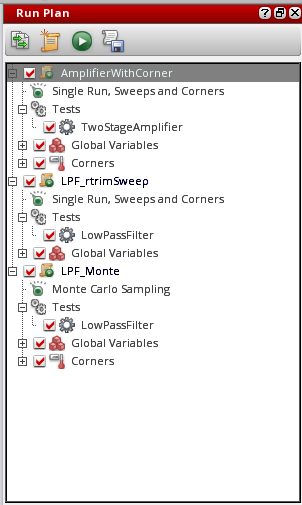 Run Plan
AmplifierWithCorner
Single Run, Sweeps and Corners
Tests
TwoStageAmplifier
Global Variables
Corners
LPF_rtrimSweep
Single Run, Sweeps and Corners
Tests
LowPassFilter
Global Variables
LPF_Monte
Monte Carlo Sampling
Tests
LowPassFilter
Global Variables
Corners